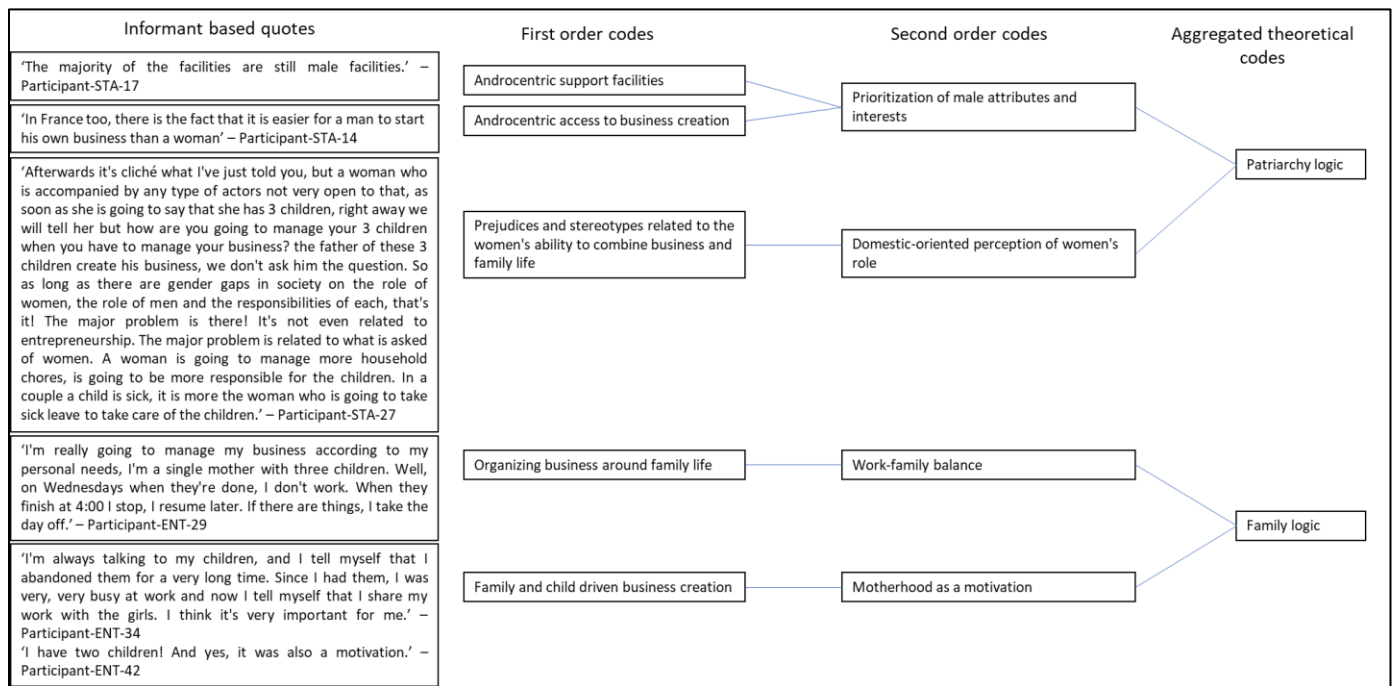 Informant based quotes
First order codes
Second order codes
Aggregated theoretical
codes
‘The majority of the facilities are still male facilities.’ –
Participant-STA-17
‘In France too, there is the fact that it is easier for a man to start
his own business than a woman’ – Participant-STA-14
‘Afterwards it's cliché what I've just told you, but a woman who
is accompanied by any type of actors not very open to that, as
soon as she is going to say that she has 3 children, right away we
will tell her but how are you going to manage your 3 children
when you have to manage your business? the father of these 3
children create his business, we don't ask him the question. So
as long as there are gender gaps in society on the role of
women, the role of men and the responsibilities of each, that's
it! The major problem is there! It's not even related to
entrepreneurship. The major problem is related to what is asked
of women. A woman is going to manage more household
chores, is going to be more responsible for the children. In a
couple a child is sick, it is more the woman who is going to take
sick leave to take care of the children.’ – Participant-STA-27
‘I'm really going to manage my business according to my
personal needs, I'm a single mother with three children. Well,
on Wednesdays when they're done, I don't work. When they
finish at 4:00 I stop, I resume later. If there are things, I take the
day off.’ – Participant-ENT-29
‘I'm always talking to my children, and I tell myself that I
abandoned them for a very long time. Since I had them, I was
very, very busy at work and now I tell myself that I share my
work with the girls. I think it's very important for me.’ –
Participant-ENT-34
‘I have two children! And yes, it was also a motivation.’ –
Participant-ENT-42
Androcentric support facilities
Androcentric access to business creation
Prejudices and stereotypes related to the
women's ability to combine business and
family life
Organizing business around family life
Family and child driven business creation
Prioritization of male attributes and
interests
Domestic-oriented perception of women's
role
Work-family balance
Motherhood as a motivation
Patriarchy logic
Family logic